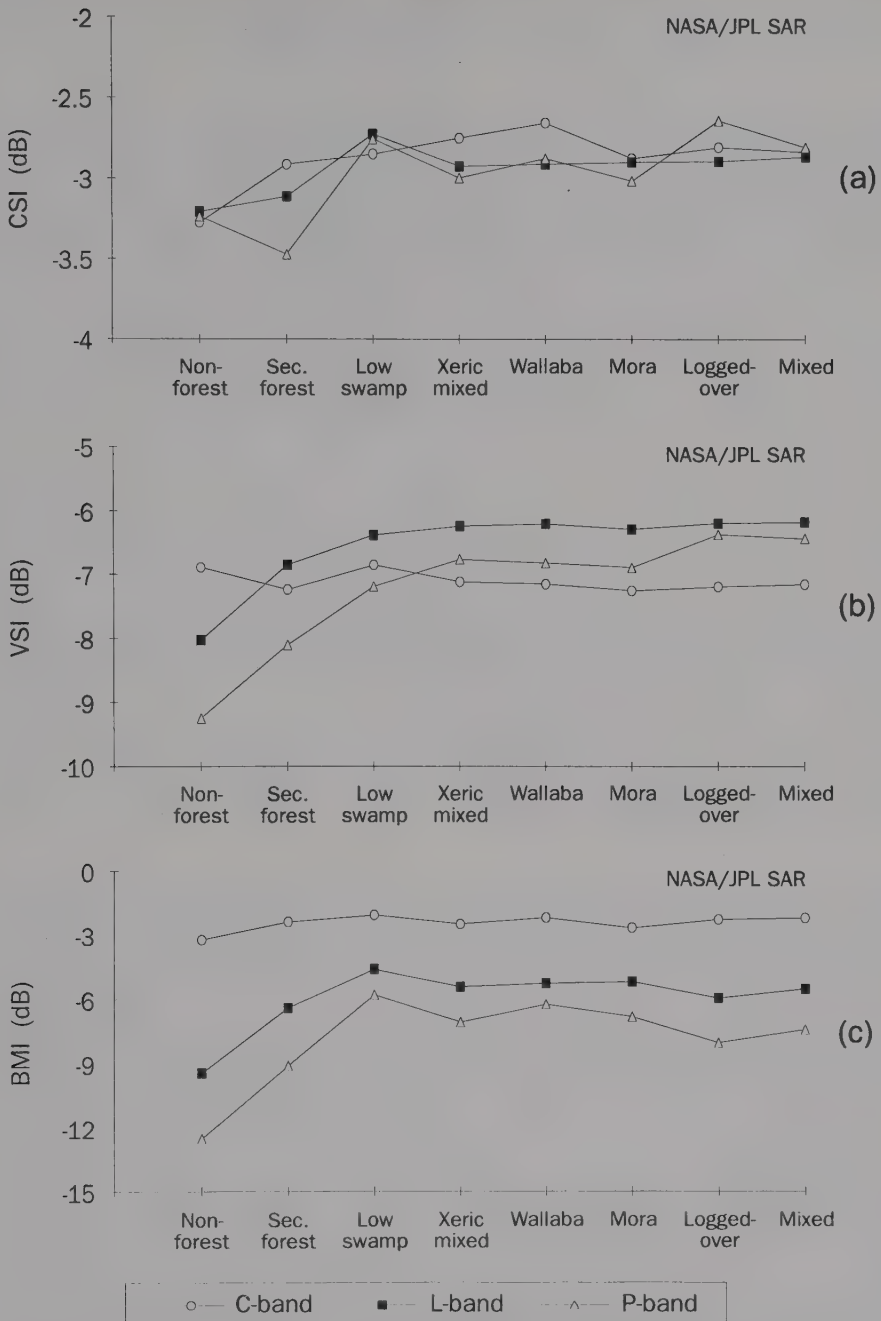 NASA/JPL SAR
CSI (dB)
-2
-2.5
-3
-3.5
-4
(a)
Non-forest Sec. forest Low swamp Xeric mixed Wallaba Mora Logged-over Mixed
NASA/JPL SAR
VSI (dB)
-5
-6
-7
-8
-9
-10
(b)
Non-forest Sec. forest Low swamp Xeric mixed Wallaba Mora Logged-over Mixed
NASA/JPL SAR
BMI (dB)
0
-3
-6
-9
-12
-15
(c)
Non-forest Sec. forest Low swamp Xeric mixed Wallaba Mora Logged-over Mixed
C-band L-band P-band